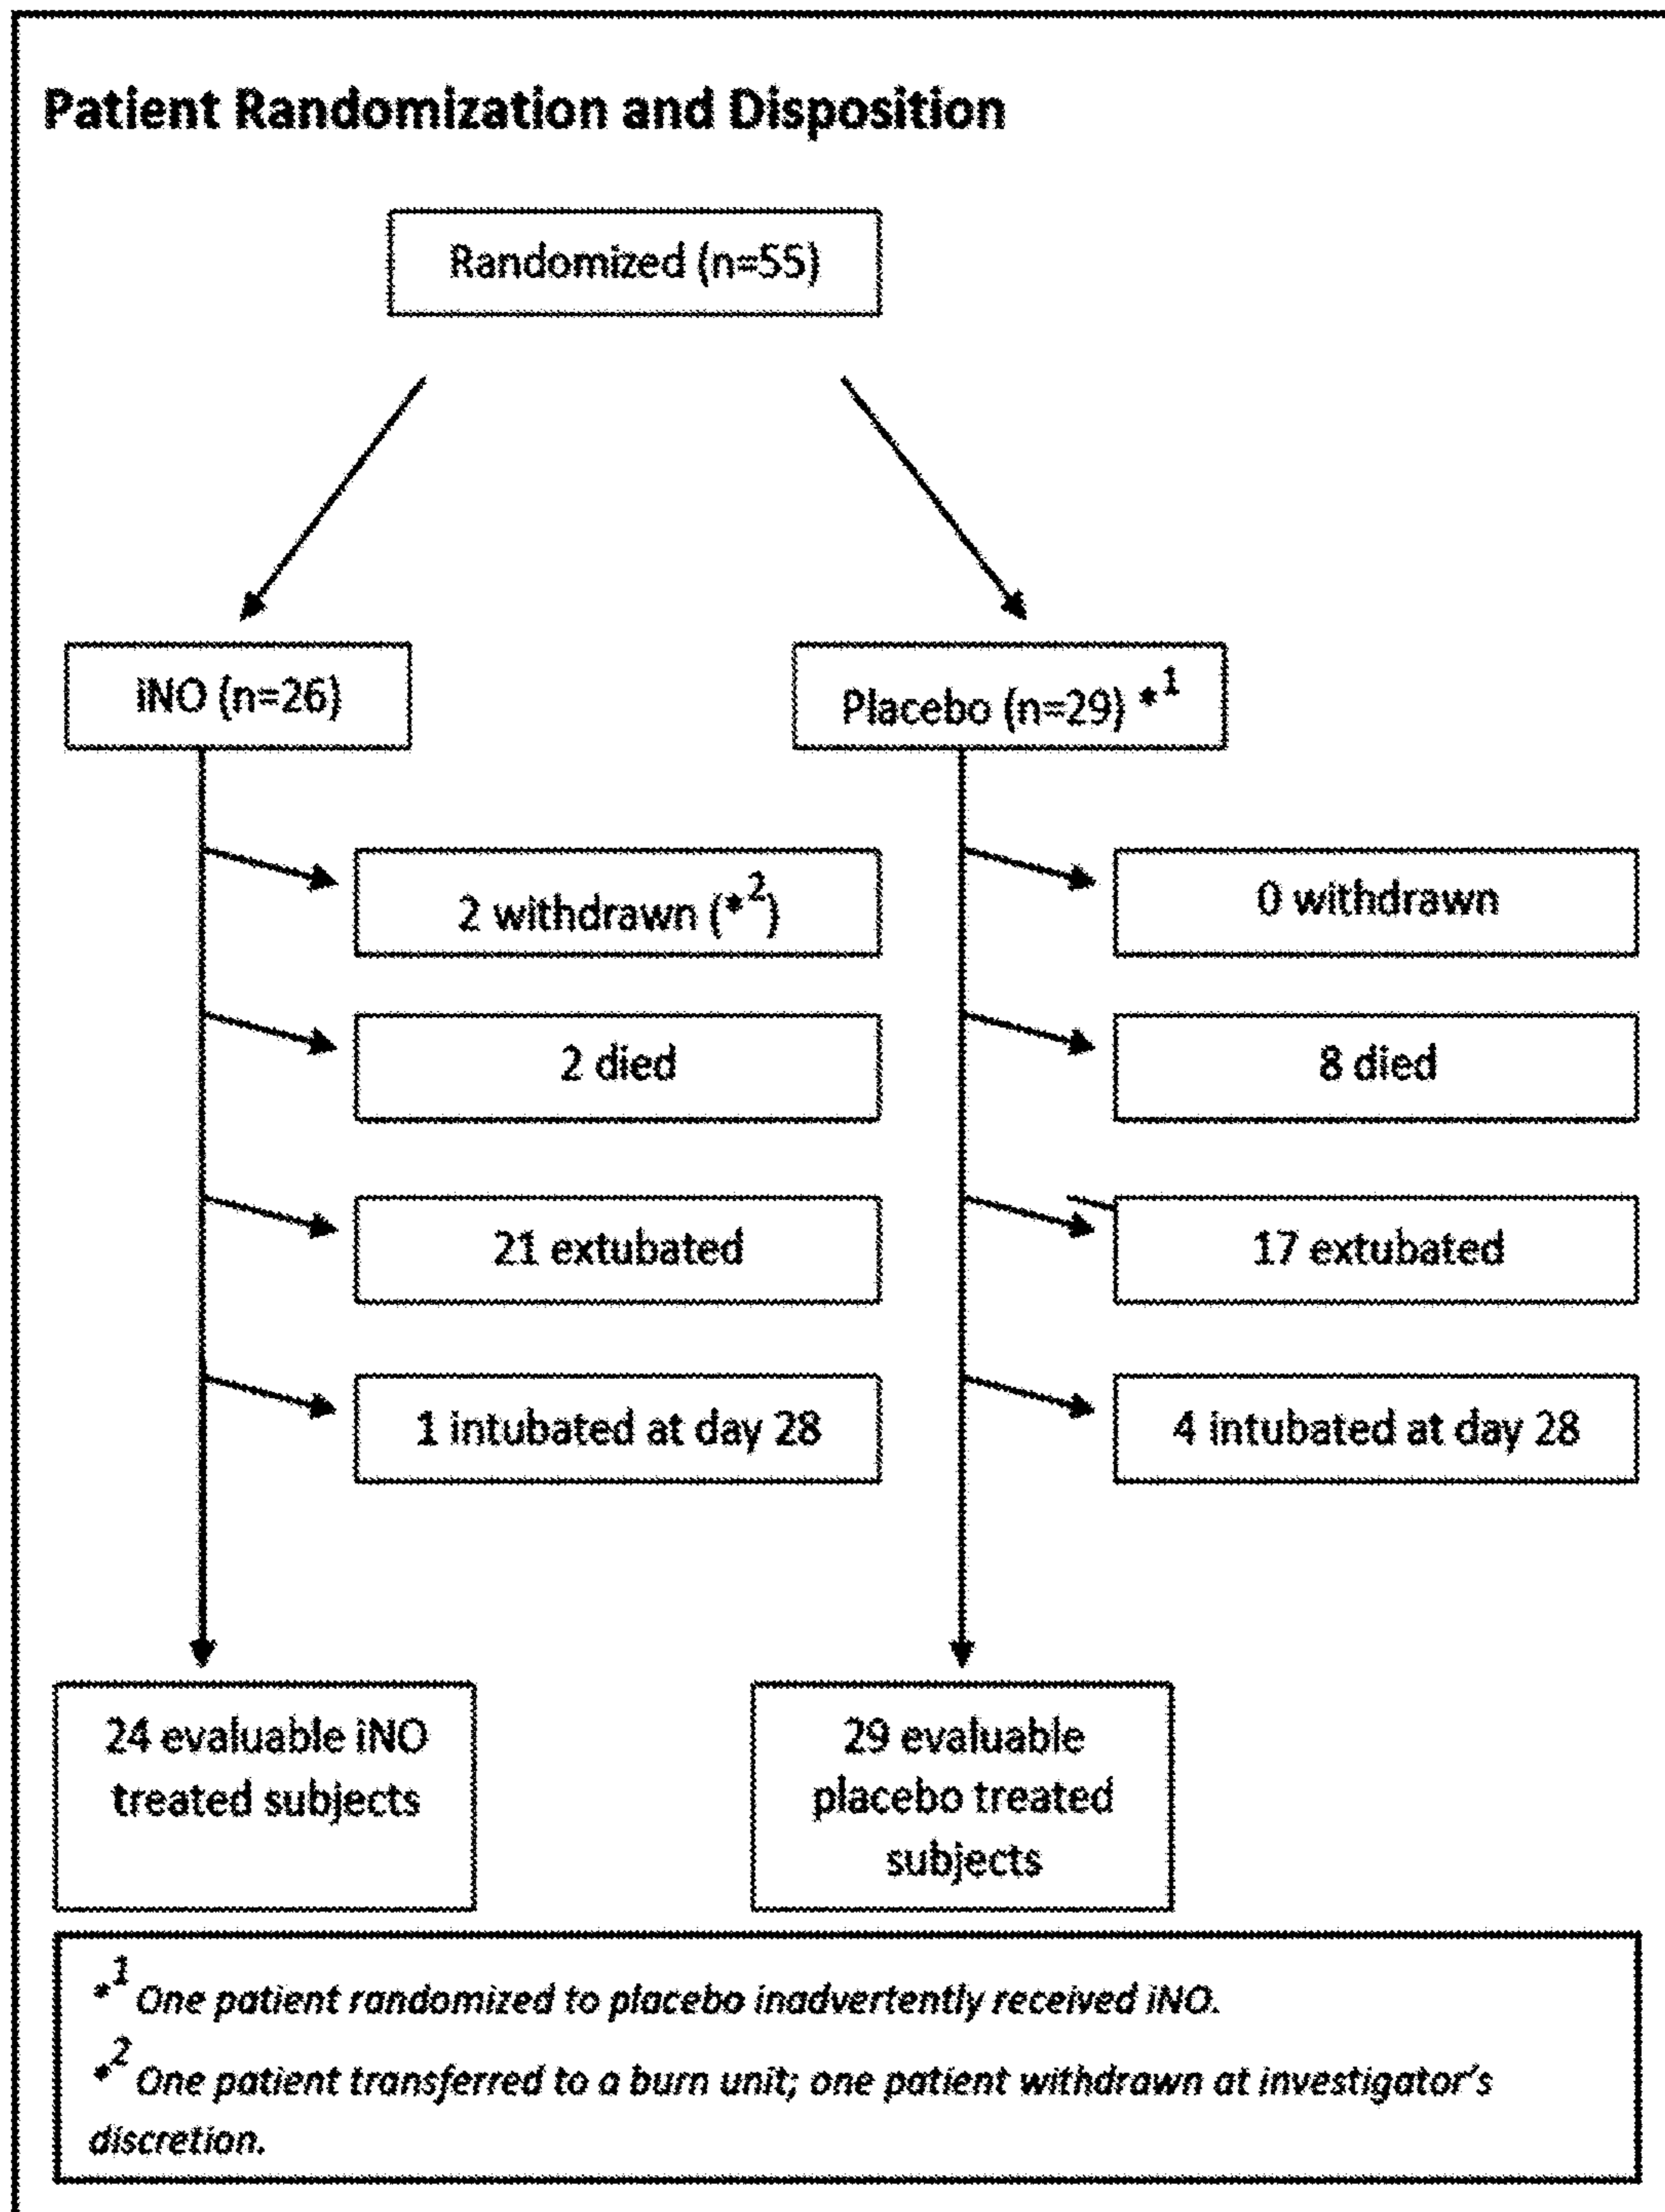 Patient Randomization and Disposition
Randomized (n=55)
iNO (n=26)
Placebo (n=29) *1
2 withdrawn (*2)
2 died
21 extubated
1 intubated at day 28
0 withdrawn
8 died
17 extubated
4 intubated at day 28
24 evaluable iNO
treated subjects
29 evaluable
placebo treated
subjects
*1 One patient randomized to placebo inadvertently received iNO.
*2 One patient transferred to a burn unit; one patient withdrawn at investigator's
discretion.